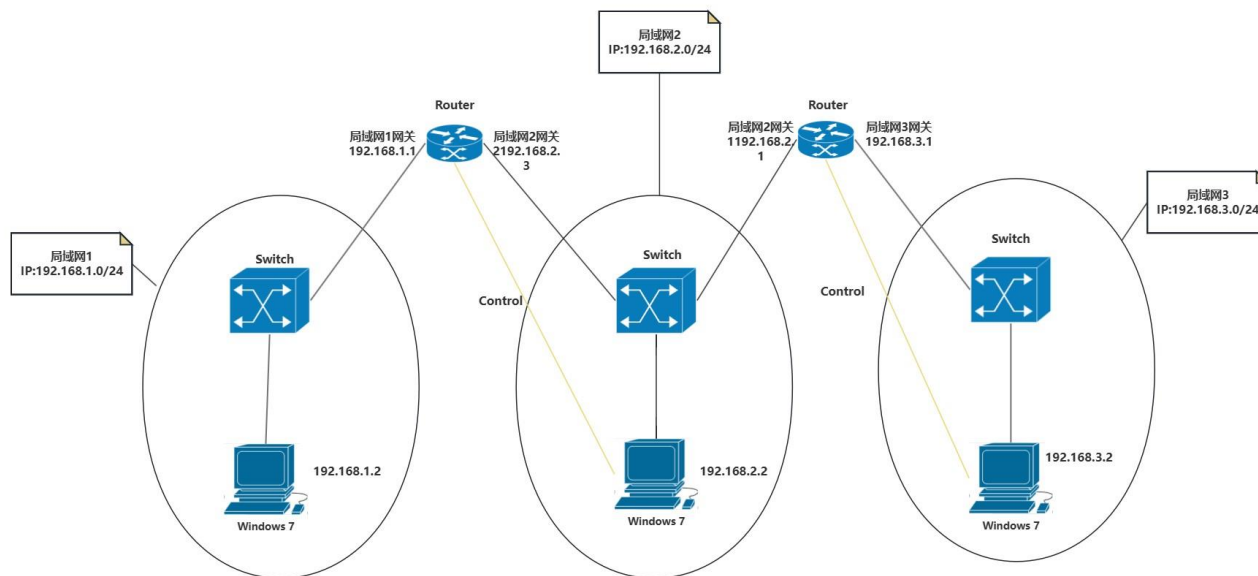 局域网2
IP:192.168.2.0/24
Router
局域网1网关
192.168.1.1
局域网2网关
2192.168.2.
3
Router
局域网2网关
1192.168.2.
1
局域网3网关
192.168.3.1
局域网3
IP:192.168.3.0/24
局域网1
IP:192.168.1.0/24
Switch
Switch
Switch
Control
Control
192.168.1.2
Windows 7
192.168.2.2
Windows 7
192.168.3.2
Windows 7